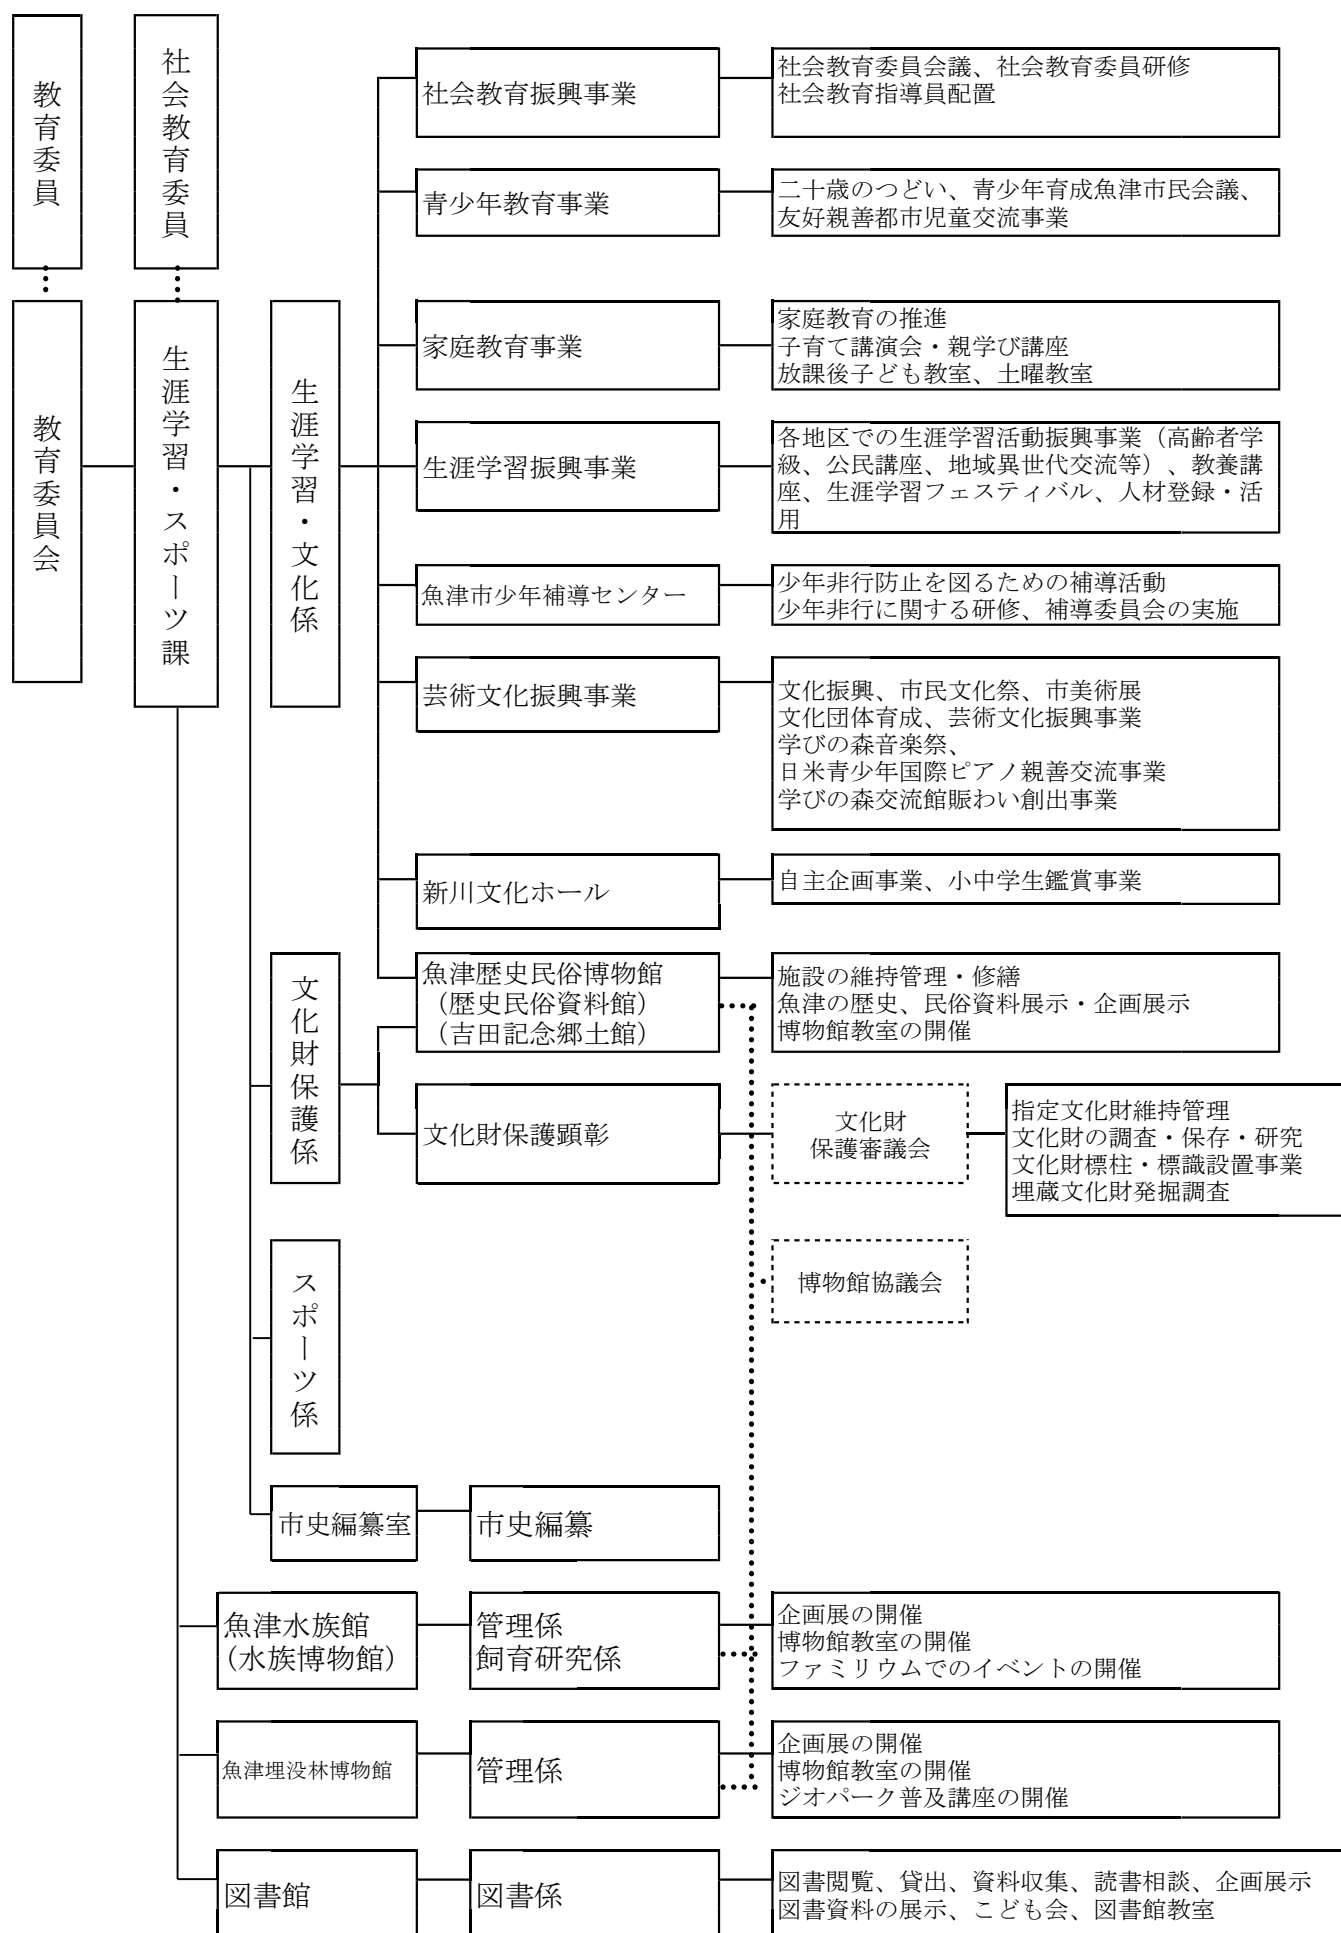 教育委員
社会教育委員
教育委員会
生涯学習・スポーツ課
生涯学習・文化係
社会教育振興事業
社会教育委員会議、社会教育委員研修
社会教育指導員配置
青少年教育事業
二十歳のつどい、青少年育成魚津市民会議、
友好親善都市児童交流事業
家庭教育事業
家庭教育の推進
子育て講演会・親学び講座
放課後子ども教室、土曜教室
生涯学習振興事業
各地区での生涯学習活動振興事業（高齢者学
級、公民講座、地域異世代交流等）、教養講
座、生涯学習フェスティバル、人材登録・活
用
魚津市少年補導センター
少年非行防止を図るための補導活動
少年非行に関する研修、補導委員会の実施
芸術文化振興事業
文化振興、市民文化祭、市美術展
文化団体育成、芸術文化振興事業
学びの森音楽祭、
日米青少年国際ピアノ親善交流事業
学びの森交流館賑わい創出事業
新川文化ホール
自主企画事業、小中学生鑑賞事業
文化財保護係
魚津歴史民俗博物館
（歴史民俗資料館）
（吉田記念郷土館）
施設の維持管理・修繕
魚津の歴史、民俗資料展示・企画展示
博物館教室の開催
文化財保護顕彰
文化財
保護審議会
指定文化財維持管理
文化財の調査・保存・研究
文化財標柱・標識設置事業
埋蔵文化財発掘調査
スポーツ係
博物館協議会
市史編纂室
市史編纂
魚津水族館
（水族博物館）
管理係
飼育研究係
企画展の開催
博物館教室の開催
ファミリウムでのイベントの開催
魚津埋没林博物館
管理係
企画展の開催
博物館教室の開催
ジオパーク普及講座の開催
図書館
図書係
図書閲覧、貸出、資料収集、読書相談、企画展示
図書資料の展示、こども会、図書館教室